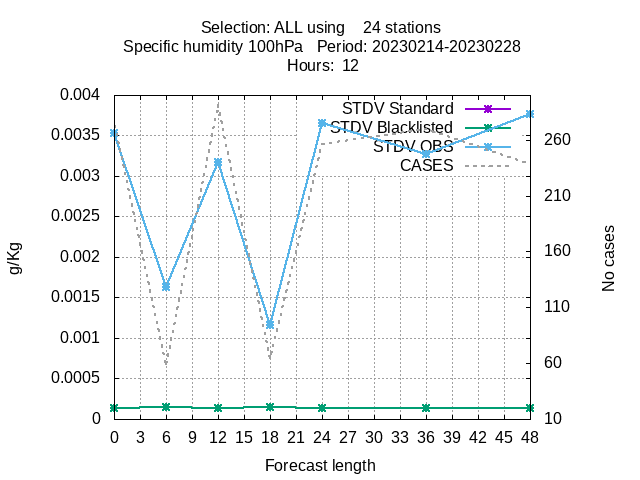 Selection: ALL using    24 stations
Specific humidity 100hPa   Period: 20230214-20230228
Hours:  12
STDV Standard
STDV Blacklisted
STDV OBS
CASES
0.004
0.0035
0.003
0.0025
0.002
0.0015
0.001
0.0005
0
260
210
160
110
60
10
g/Kg
No cases
0 3 6 9 12 15 18 21 24 27 30 33 36 39 42 45 48
Forecast length